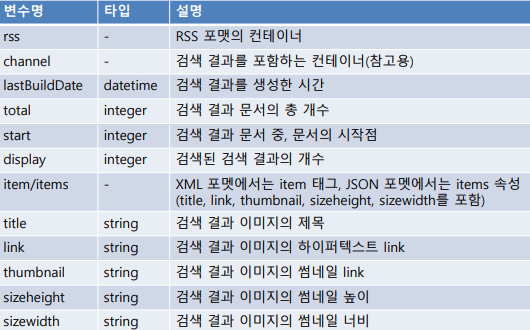 변수명 타입 설명
rss - RSS 포맷의 컨테이너
channel - 검색 결과를 포함하는 컨테이너(참고용)
lastBuildDate datetime 검색 결과를 생성한 시간
total integer 검색 결과 문서의 총 개수
start integer 검색 결과 문서 중, 문서의 시작점
display integer 검색된 검색 결과의 개수
item/items - XML 포멧에서는 item 태그, JSON 포멧에서는 items 속성
(title, link, thumbnail, sizeheight, sizewidth를 포함)
title string 검색 결과 이미지의 제목
link string 검색 결과 이미지의 하이퍼텍스트 link
thumbnail string 검색 결과 이미지의 썸네일 link
sizeheight string 검색 결과 이미지의 썸네일 높이
sizewidth string 검색 결과 이미지의 썸네일 너비